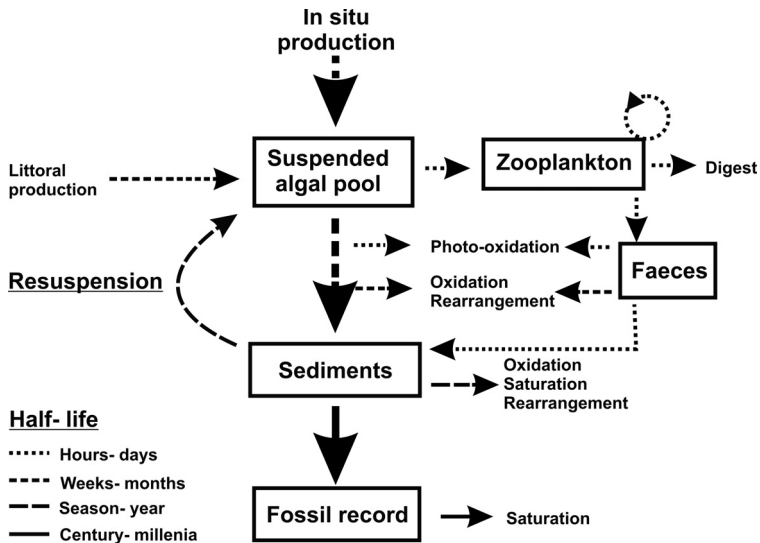 In situ
production
Suspended
algal pool
Zooplankton
Digest
Littoral
production
Photo-oxidation
Faeces
Resuspension
Oxidation
Rearrangement
Sediments
Oxidation
Saturation
Rearrangement
Half- life
Hours- days
Weeks- months
Season- year
Century- millenia
Fossil record
Saturation